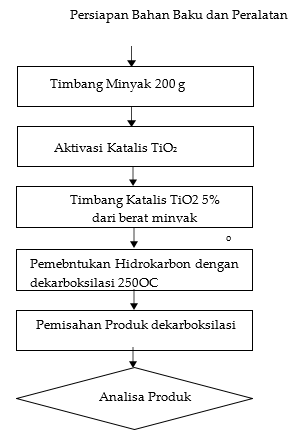 Persiapan Bahan Baku dan Peralatan
Timbang Minyak 200 g
Aktivasi Katalis TiO₂
Timbang Katalis TiO2 5%
dari berat minyak
o
Pemebntukan Hidrokarbon dengan
dekarboksilasi 250OC
Pemisahan Produk dekarboksilasi
Analisa Produk